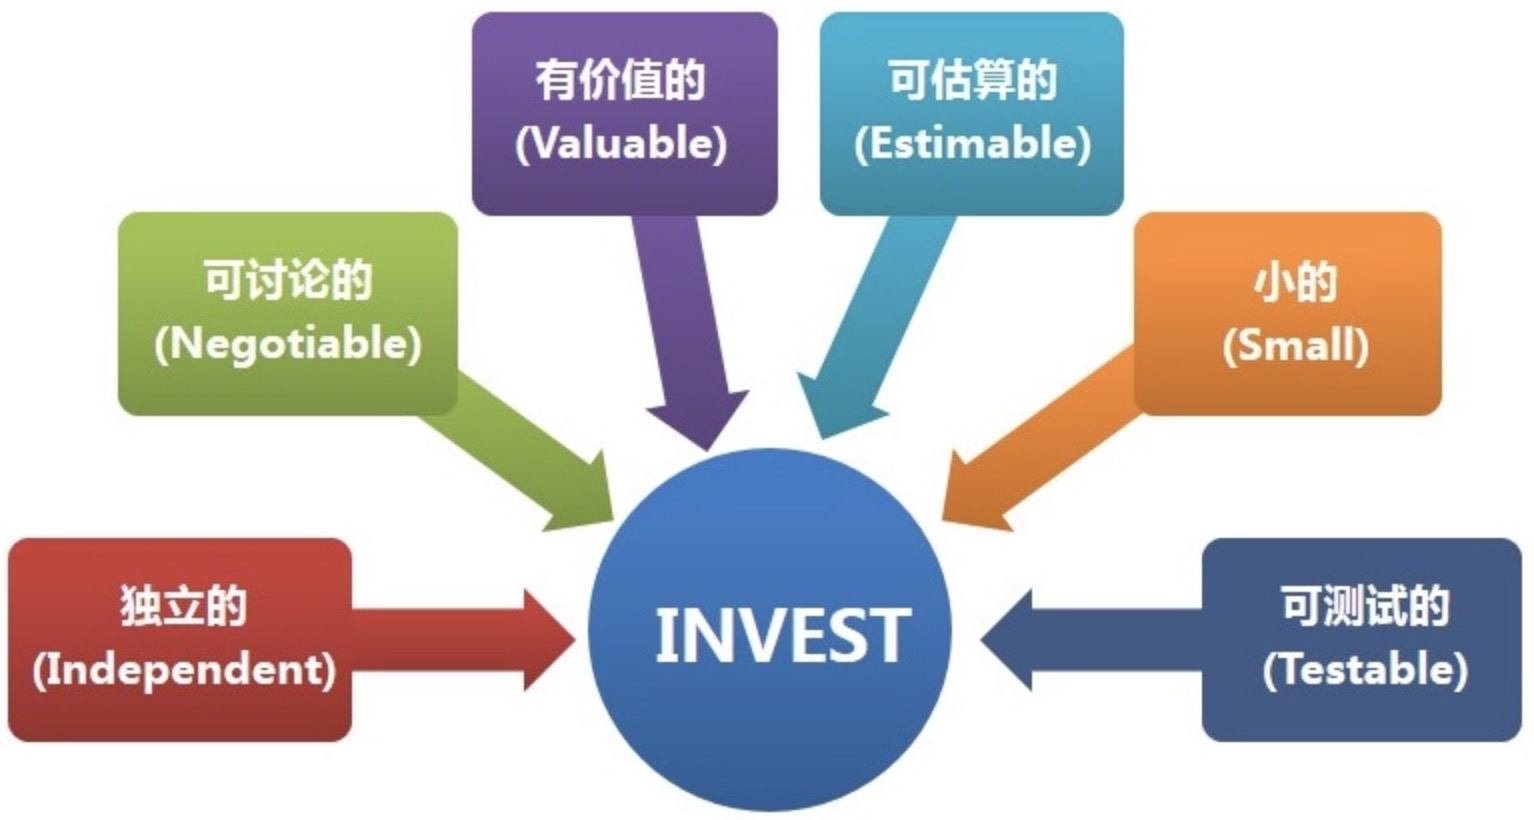 有价值的
(Valuable)
可估算的
(Estimable)
可讨论的
(Negotiable)
小的
(Small)
独立的
(Independent)
INVEST
可测试的
(Testable)